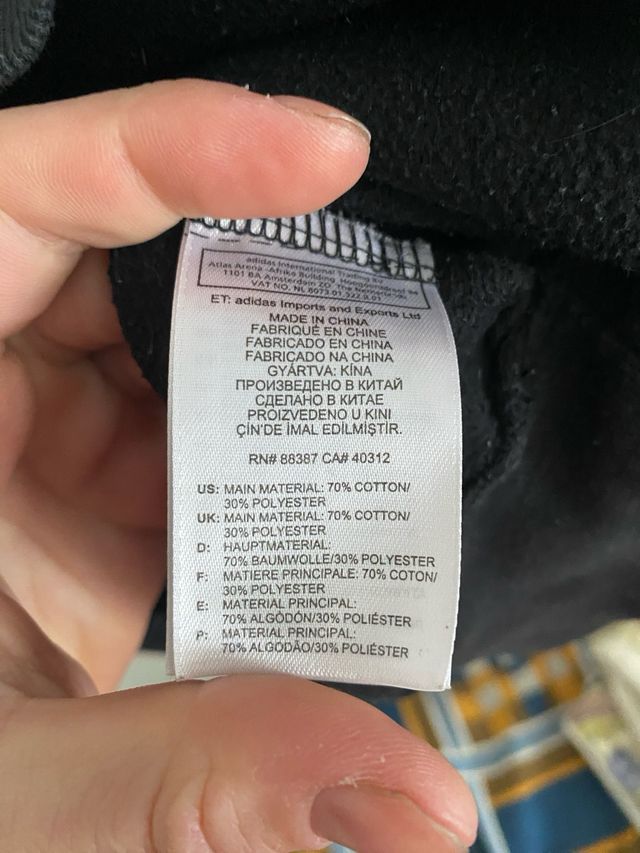 adidas International Trading BV
Atlas Arena -Afrika Building Hoogoorddreef 9a
1101 BA Amsterdam ZO The Netherlands
VAT NO. NL 8073.01.322.B.01
ET: adidas Imports and Exports Ltd
MADE IN CHINA
FABRIQUÉ EN CHINE
FABRICADO EN CHINA
FABRICADO NA CHINA
GYÁRTVA: KÍNA
ПРОИЗВЕДЕНО В КИТАЙ
СДЕЛАНО В КИТАЕ
PROIZVEDENO U KINI
ÇİN'DE İMAL EDİLMİŞTİR.
RN# 88387 CA# 40312
US: MAIN MATERIAL: 70% COTTON/
30% POLYESTER
UK: MAIN MATERIAL: 70% COTTON/
30% POLYESTER
D: HAUPTMATERIAL:
70% BAUMWOLLE/30% POLYESTER
F: MATIERE PRINCIPALE: 70% COTON/
30% POLYESTER
E: MATERIAL PRINCIPAL:
70% ALGODÓN/30% POLIÉSTER
P: MATERIAL PRINCIPAL:
70% ALGODÃO/30% POLIÉSTER